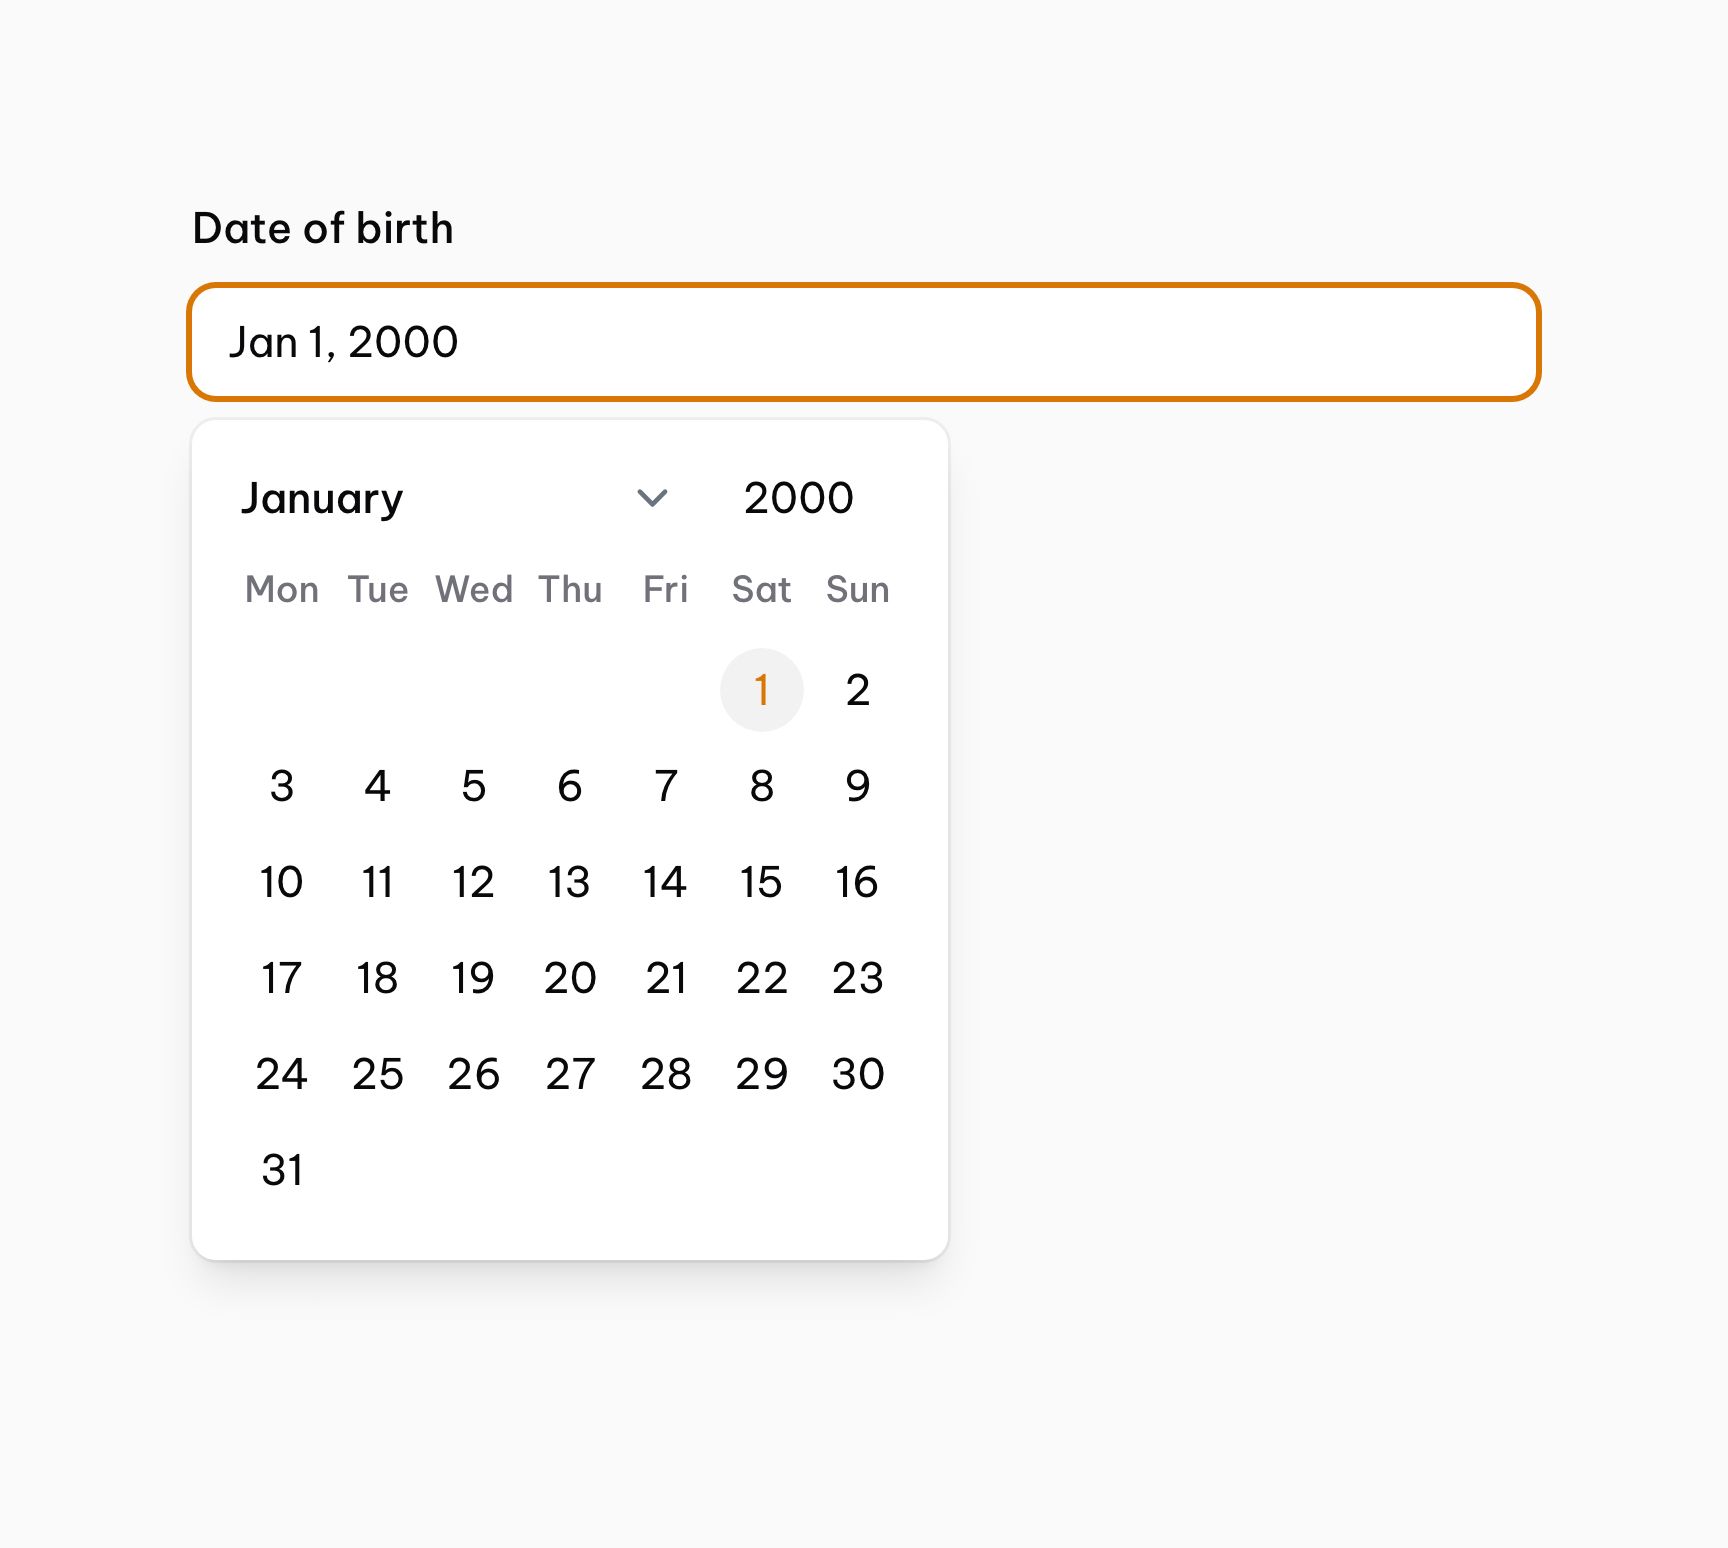 Date of birth
Jan 1, 2000
January 2000
Mon Tue Wed Thu Fri Sat Sun
1 2
3 4 5 6 7 8 9
10 11 12 13 14 15 16
17 18 19 20 21 22 23
24 25 26 27 28 29 30
31